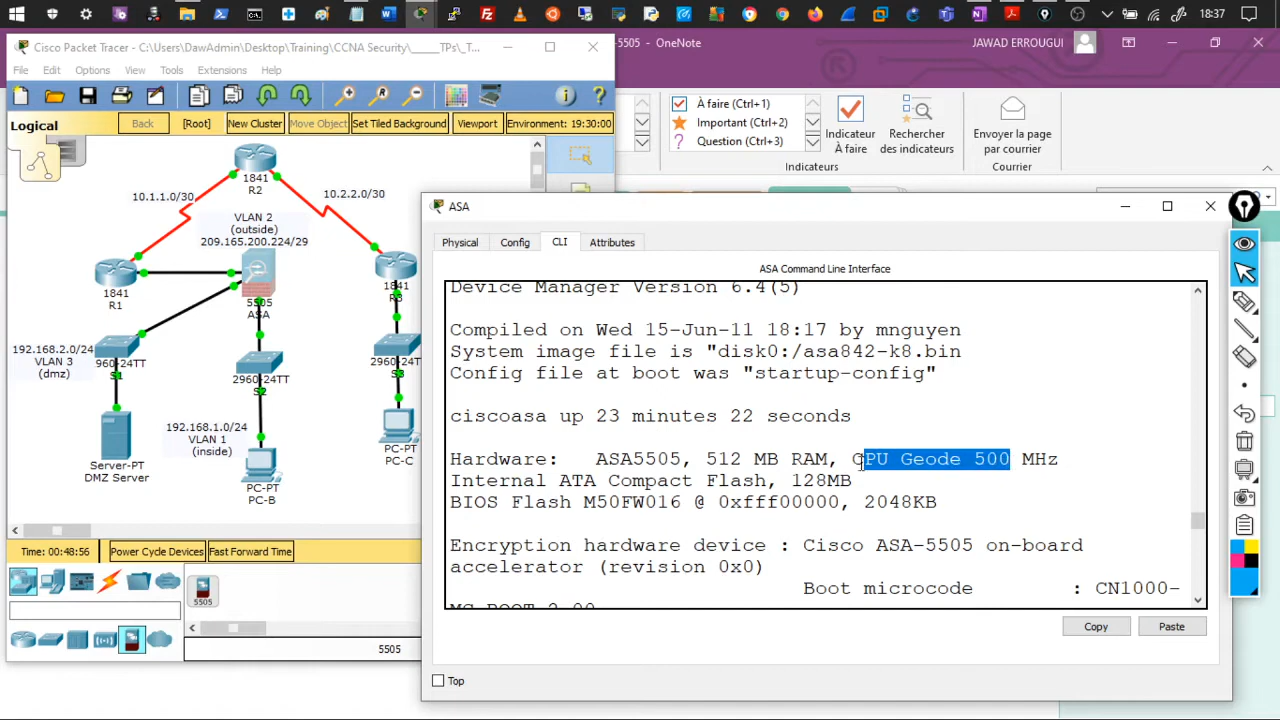 18:37
Cisco Packet Tracer - C:\Users\DawAdmin\Desktop\Training\CCNA Security\_____TPs\_T...
5505 - OneNote
JAWAD ERROUGUI
File Edit Options View Tools Extensions Help
Logical
Back
[Root]
New Cluster
Move Object
Set Tiled Background
Viewport
Environment: 19:30:00
À faire (Ctrl+1)
Important (Ctrl+2)
Question (Ctrl+3)
Indicateur
À faire
Rechercher
des indicateurs
Envoyer la page
par courrier
Indicateurs
Courrier
1841
R2
10.1.1.0/30
10.2.2.0/30
VLAN 2
(outside)
209.165.200.224/29
1841
R1
5505
ASA
1841
192.168.2.0/24
VLAN 3
(dmz)
2960-24TT
S1
2960-24TT
S2
2960-24TT
192.168.1.0/24
VLAN 1
(inside)
Server-PT
DMZ Server
PC-PT
PC-B
PC-PT
PC-C
Time: 00:48:56
Power Cycle Devices
Fast Forward Time
5505
5505
ASA
Physical
Config
CLI
Attributes
ASA Command Line Interface
Device Manager Version 6.4(5)
Compiled on Wed 15-Jun-11 18:17 by mnguyen
System image file is "disk0:/asa842-k8.bin
Config file at boot was "startup-config"
ciscoasa up 23 minutes 22 seconds
Hardware: ASA5505, 512 MB RAM, CPU Geode 500 MHz
Internal ATA Compact Flash, 128MB
BIOS Flash M50FW016 @ 0xfff00000, 2048KB
Encryption hardware device : Cisco ASA-5505 on-board
accelerator (revision 0x0)
Boot microcode : CN1000-
MC-BOOT-2.00
Copy
Paste
Top